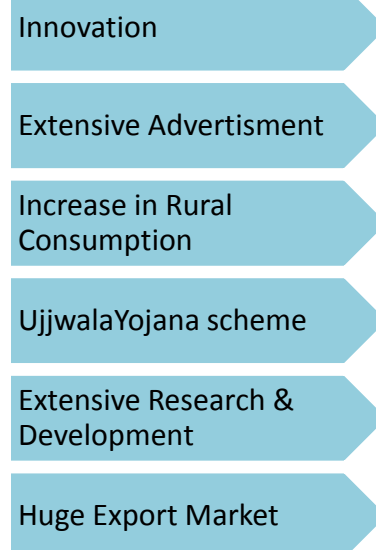 Innovation
Extensive Advertisment
Increase in Rural
Consumption
UjjwalaYojana scheme
Extensive Research &
Development
Huge Export Market